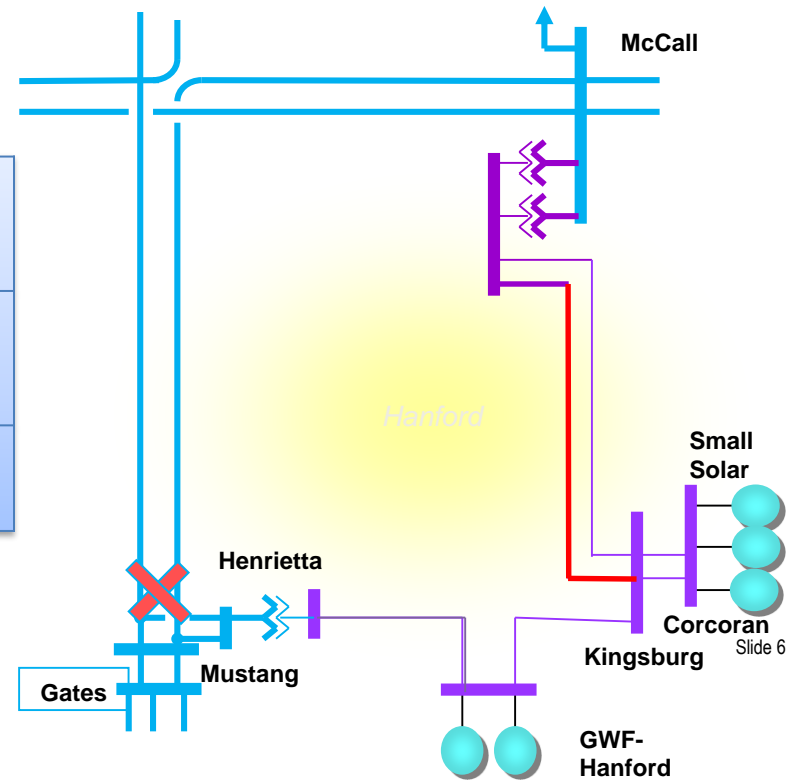 McCall
Hanford
Small
Solar
Henrietta
Corcoran
Slide 6
Kingsburg
Mustang
Gates
GWF-
Hanford